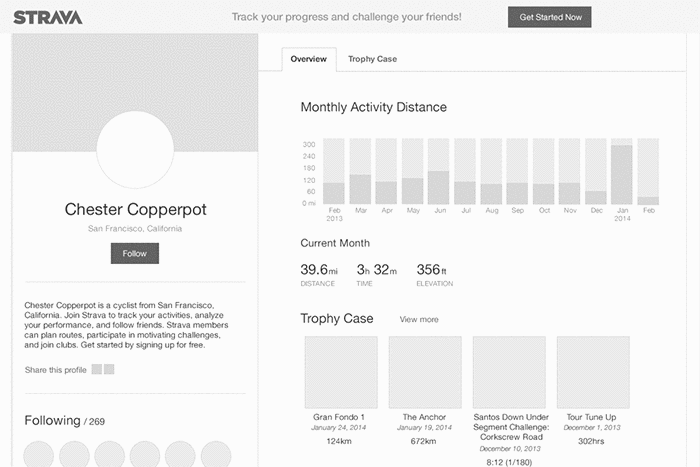 STRAVA
Track your progress and challenge your friends!
Get Started Now
Chester Copperpot
San Francisco, California
Follow
Chester Copperpot is a cyclist from San Francisco,
California. Join Strava to track your activities, analyze
your performance, and follow friends. Strava members
can plan routes, participate in motivating challenges,
and join clubs. Get started by signing up for free.
Share this profile
Following / 269
Overview Trophy Case
Monthly Activity Distance
300
240
180
120
60
0 mi
Feb Mar Apr May Jun Jul Aug Sep Oct Nov Dec Jan Feb
2013 2014
Current Month
39.6 mi 3h 32m 356 ft
DISTANCE TIME ELEVATION
Trophy Case View more
Gran Fondo 1
January 24, 2014
124km
The Anchor
January 19, 2014
672km
Santos Down Under
Segment Challenge:
Corkscrew Road
December 10, 2013
8:12 (1/180)
Tour Tune Up
December 1, 2013
302hrs